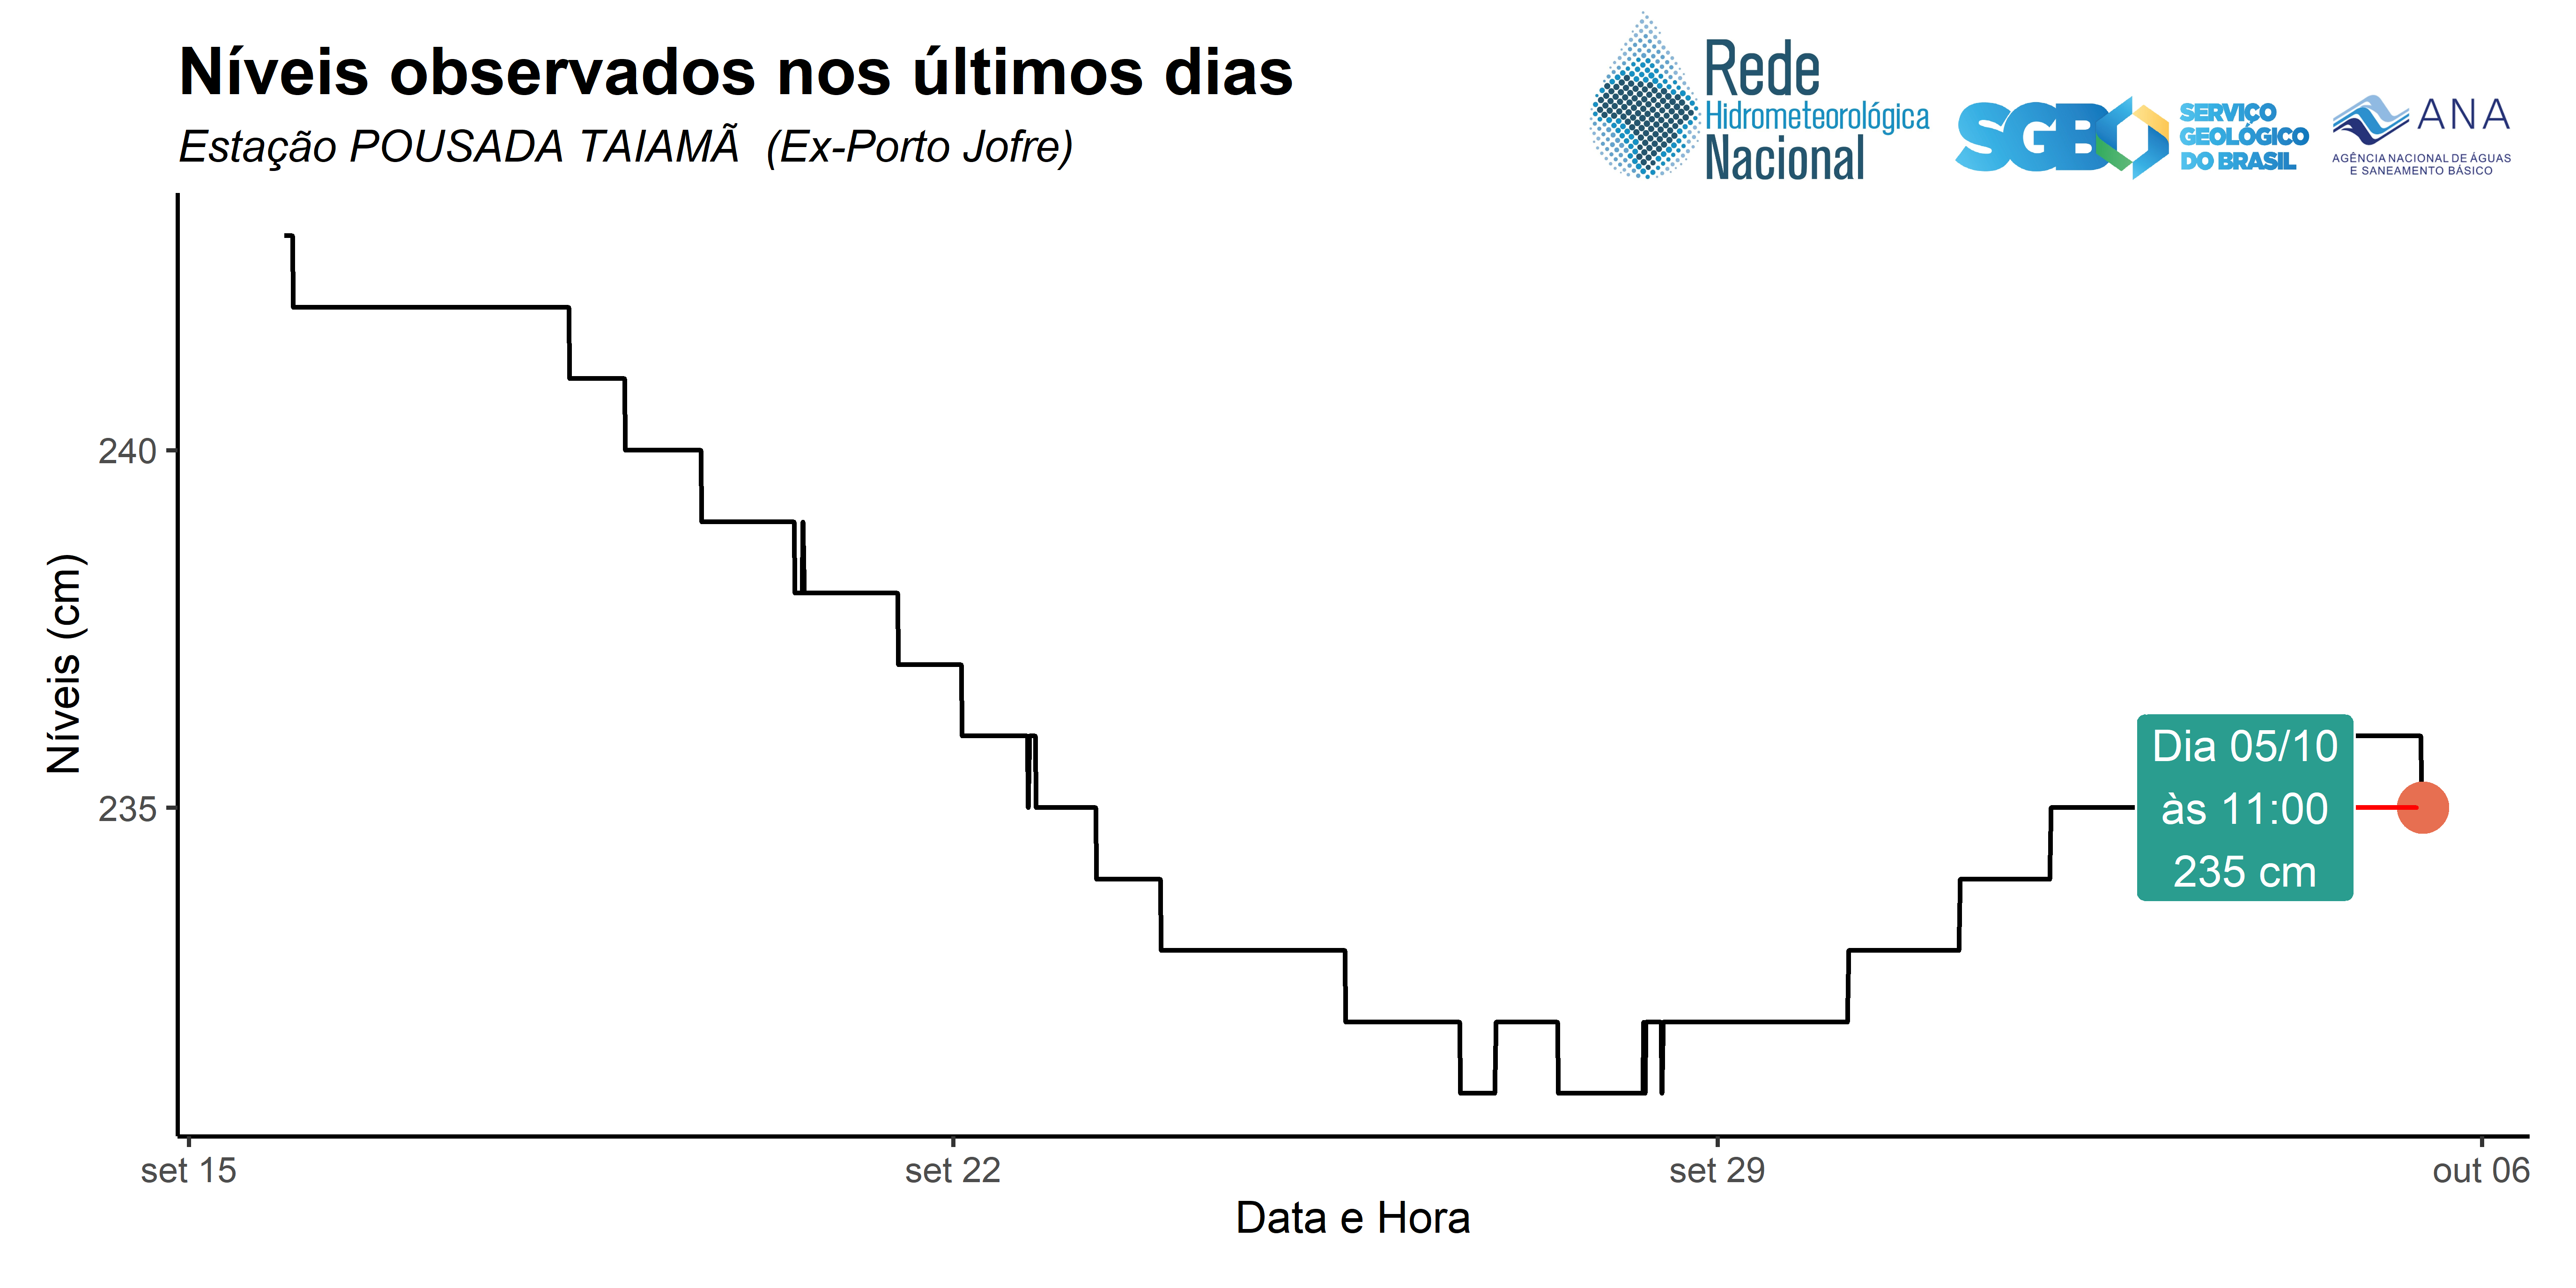 Níveis observados nos últimos dias
Estação POUSADA TAIAMÃ  (Ex-Porto Jofre)
Rede
Hidrometeorológica
Nacional
SGB
SERVIÇO
GEOLÓGICO
DO BRASIL
ANA
AGÊNCIA NACIONAL DE ÁGUAS
E SANEAMENTO BÁSICO
Níveis (cm)
240
235
Dia 05/10
às 11:00
235 cm
set 15
set 22
set 29
out 06
Data e Hora